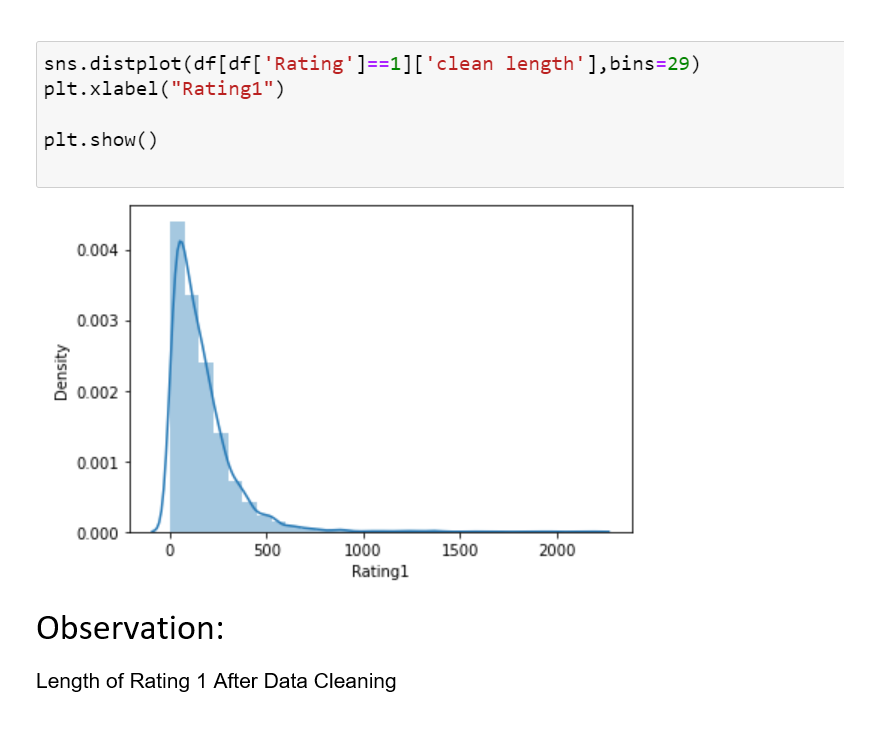 sns.distplot(df[df['Rating']==1]['clean length'],bins=29)
plt.xlabel("Rating1")
plt.show()
0.004
0.003
0.002
0.001
0.000
Density
0 500 1000 1500 2000
Rating1
Observation:
Length of Rating 1 After Data Cleaning